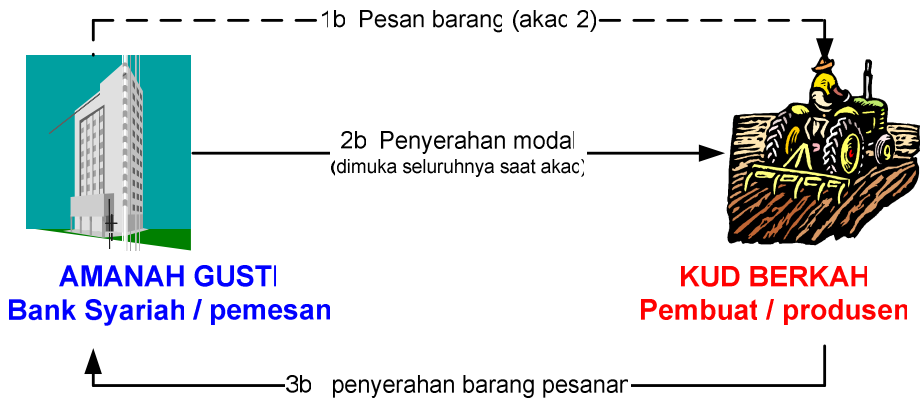 1b Pesan barang (akad 2)
2b Penyerahan modal
(dimuka seluruhnya saat akad)
AMANAH GUSTI
Bank Syariah / pemesan
KUD BERKAH
Pembuat / produsen
3b penyerahan barang pesanan